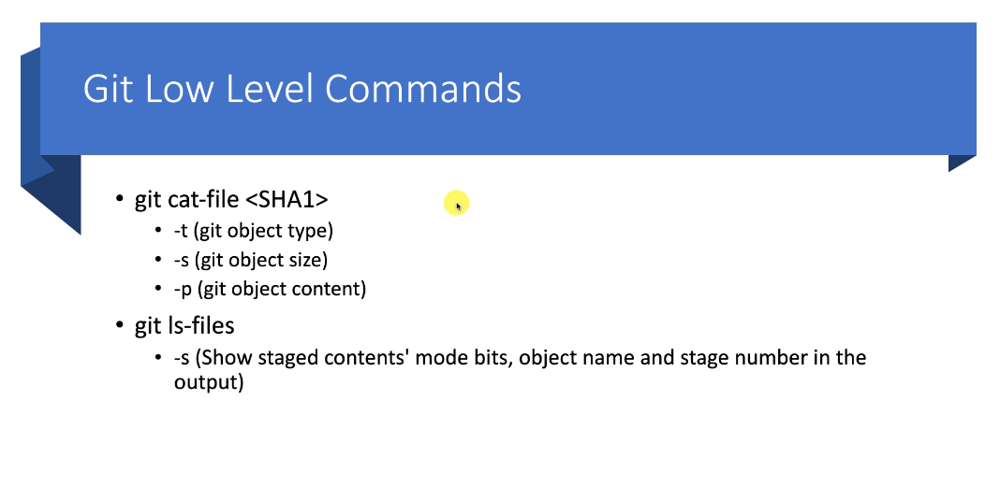 Git Low Level Commands
• git cat-file <SHA1>
• -t (git object type)
• -s (git object size)
• -p (git object content)
• git ls-files
• -s (Show staged contents' mode bits, object name and stage number in the
output)